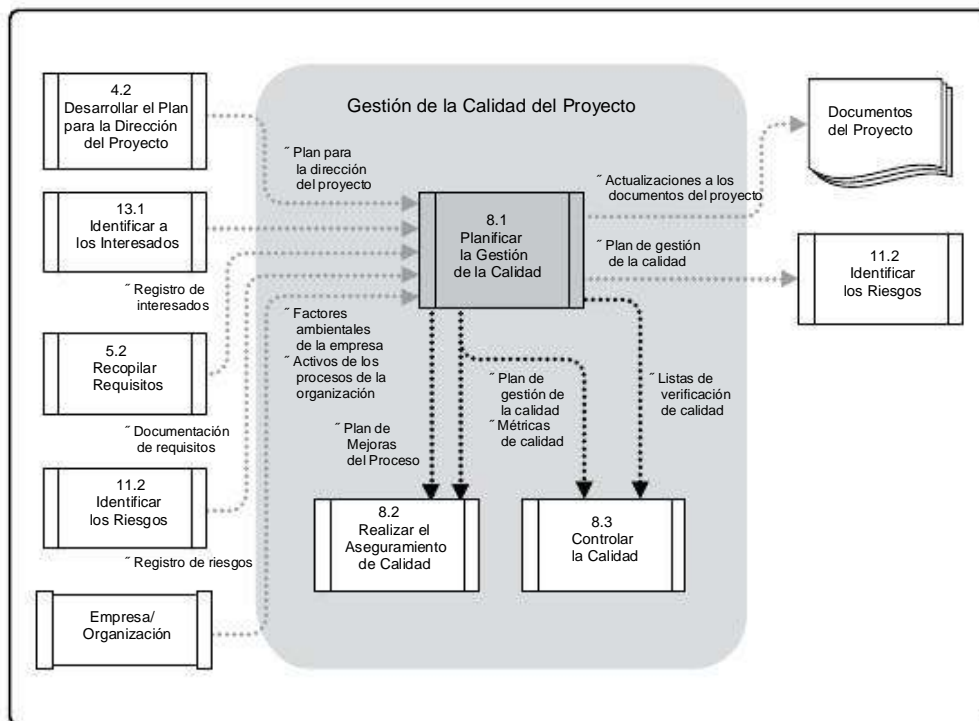 4.2
Desarrollar el Plan
para la Dirección
del Proyecto
13.1
Identificar a
los Interesados
˝ Registro de
interesados
5.2
Recopilar
Requisitos
˝ Documentación
de requisitos
11.2
Identificar
los Riesgos
˝ Registro de riesgos
Empresa/
Organización
Gestión de la Calidad del Proyecto
˝ Plan para
la dirección
del proyecto
8.1
Planificar
la Gestión
de la Calidad
˝ Factores
ambientales
de la empresa
˝ Activos de los
procesos de la
organización
˝ Plan de
Mejoras
del Proceso
˝ Plan de
gestión de
la calidad
˝ Métricas
de calidad
˝ Listas de
verificación
de calidad
8.2
Realizar el
Aseguramiento
de Calidad
8.3
Controlar
la Calidad
˝ Actualizaciones a los
documentos del proyecto
˝ Plan de gestión
de la calidad
Documentos
del Proyecto
11.2
Identificar
los Riesgos